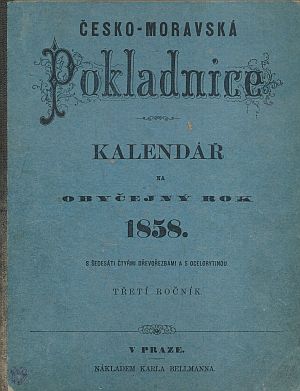 ČESKO-MORAVSKÁ
Pokladnice
KALENDÁŘ
NA
OBYČEJNÝ ROK
1858.
S ŠEDESÁTI ČTYŘMI DŘEVOŘEZBAMI A S OCELORYTINOU
TŘETÍ ROČNÍK.
V PRAZE.
NÁKLADEM KARLA BELLMANNA.